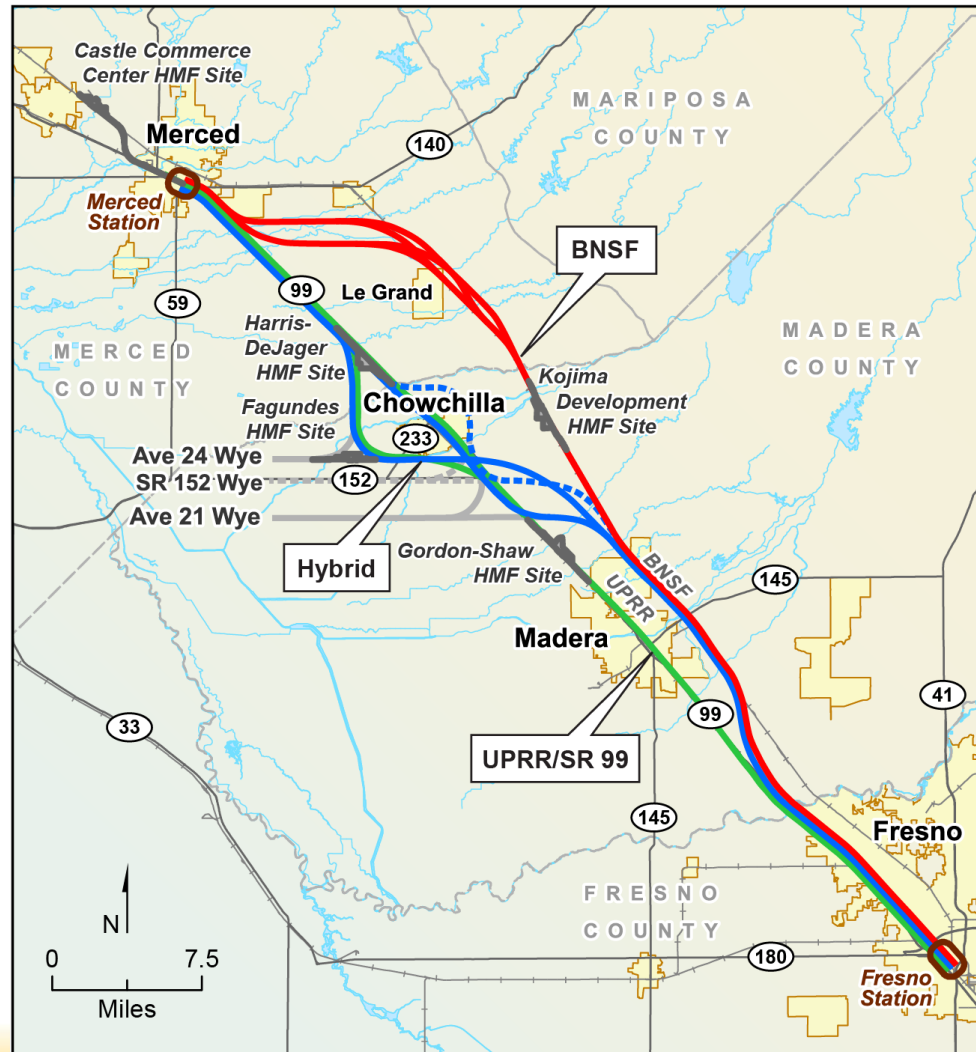 Castle Commerce
Center HMF Site
MARIPOSA
COUNTY
Merced
140
Merced
Station
BNSF
59
99
Le Grand
MADERA
COUNTY
MERCED
COUNTY
Harris-
DeJager
HMF Site
Kojima
Development
HMF Site
Chowchilla
Fagundes
HMF Site
233
Ave 24 Wye
SR 152 Wye
152
Ave 21 Wye
Hybrid
Gordon-Shaw
HMF Site
BNSF
UPRR
145
Madera
41
99
33
UPRR/SR 99
145
Fresno
N
FRESNO
COUNTY
0 7.5
Miles
180
Fresno
Station